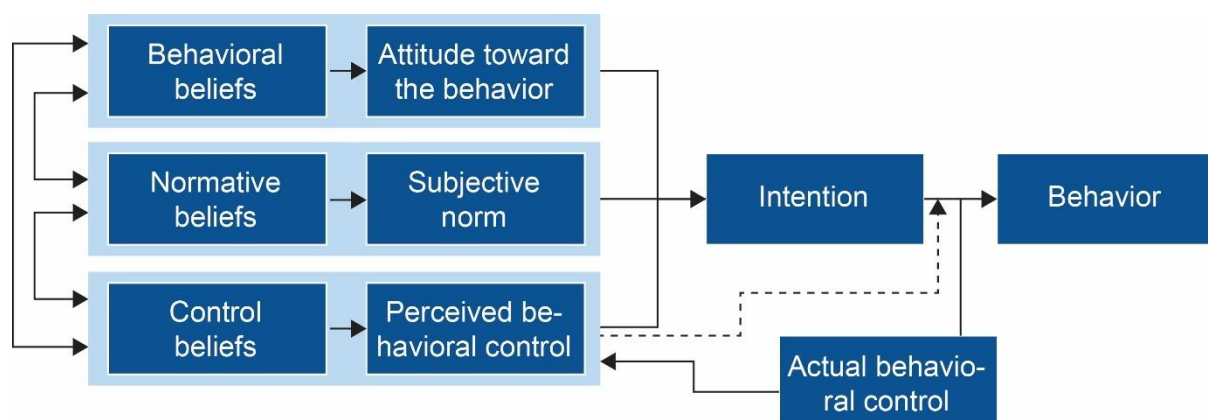 Behavioral
beliefs
Attitude toward
the behavior
Normative
beliefs
Subjective
norm
Intention
Behavior
Control
beliefs
Perceived be-
havioral control
Actual behavio-
ral control